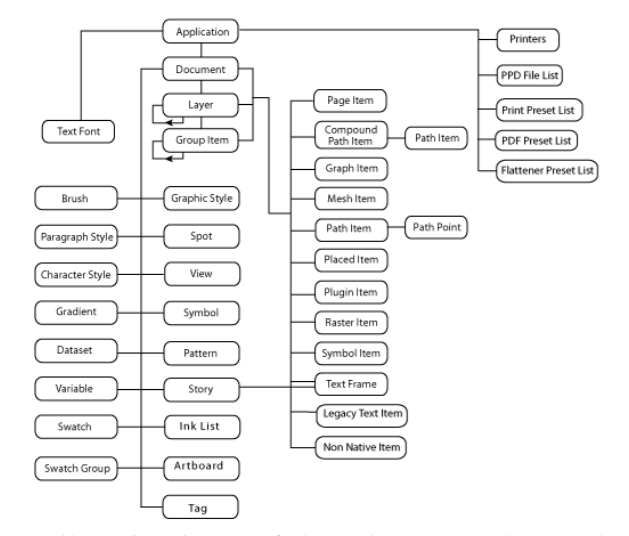 Application
Document
Layer
Group Item
Text Font
Printers
PPD File List
Print Preset List
PDF Preset List
Flattener Preset List
Page Item
Compound
Path Item
Path Item
Graph Item
Mesh Item
Path Item
Path Point
Placed Item
Plugin Item
Raster Item
Symbol Item
Text Frame
Legacy Text Item
Non Native Item
Brush
Graphic Style
Paragraph Style
Spot
Character Style
View
Gradient
Symbol
Dataset
Pattern
Variable
Story
Swatch
Ink List
Swatch Group
Artboard
Tag